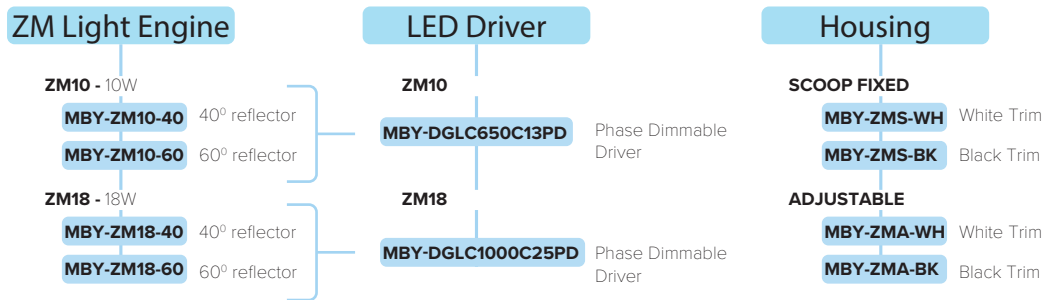 ZM Light Engine
ZM10 - 10W
MBY-ZM10-40 40⁰ reflector
MBY-ZM10-60 60⁰ reflector
ZM18 - 18W
MBY-ZM18-40 40⁰ reflector
MBY-ZM18-60 60⁰ reflector
LED Driver
ZM10
MBY-DGLC650C13PD Phase Dimmable
Driver
ZM18
MBY-DGLC1000C25PD Phase Dimmable
Driver
Housing
SCOOP FIXED
MBY-ZMS-WH White Trim
MBY-ZMS-BK Black Trim
ADJUSTABLE
MBY-ZMA-WH White Trim
MBY-ZMA-BK Black Trim